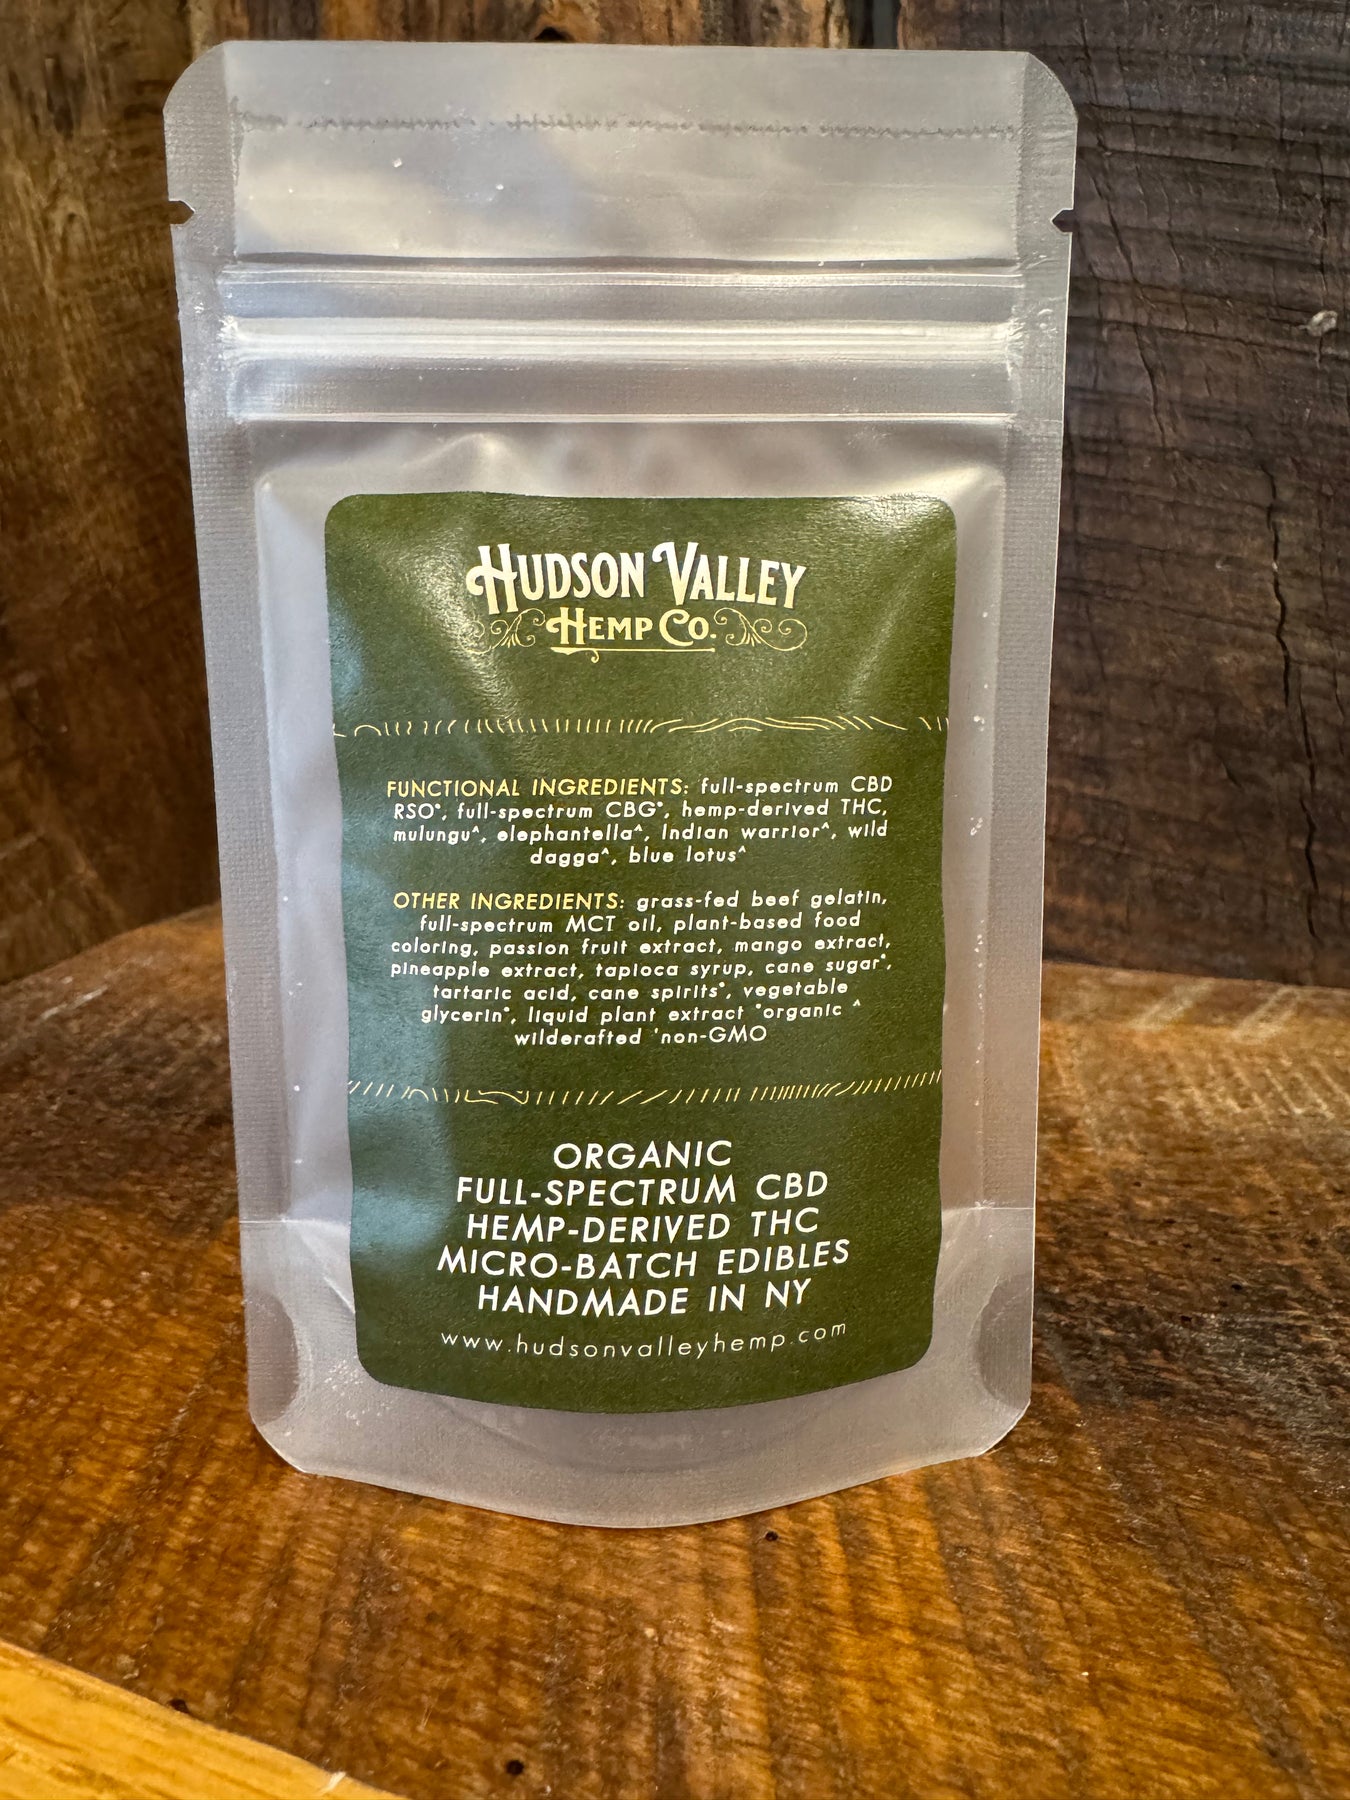 HUDSON VALLEY
HEMP CO.
FUNCTIONAL INGREDIENTS: full-spectrum CBD
RSO*, full-spectrum CBG*, hemp-derived THC,
mulungu^, elephantella^, Indian warrior^, wild
dagga^, blue lotus^
OTHER INGREDIENTS: grass-fed beef gelatin,
full-spectrum MCT oil, plant-based food
coloring, passion fruit extract, mango extract,
pineapple extract, tapioca syrup, cane sugar*,
tartaric acid, cane spirits*, vegetable
glycerin*, liquid plant extract *organic ^
wilderafted 'non-GMO
ORGANIC
FULL-SPECTRUM CBD
HEMP-DERIVED THC
MICRO-BATCH EDIBLES
HANDMADE IN NY
www.hudsonvalleyhemp.com